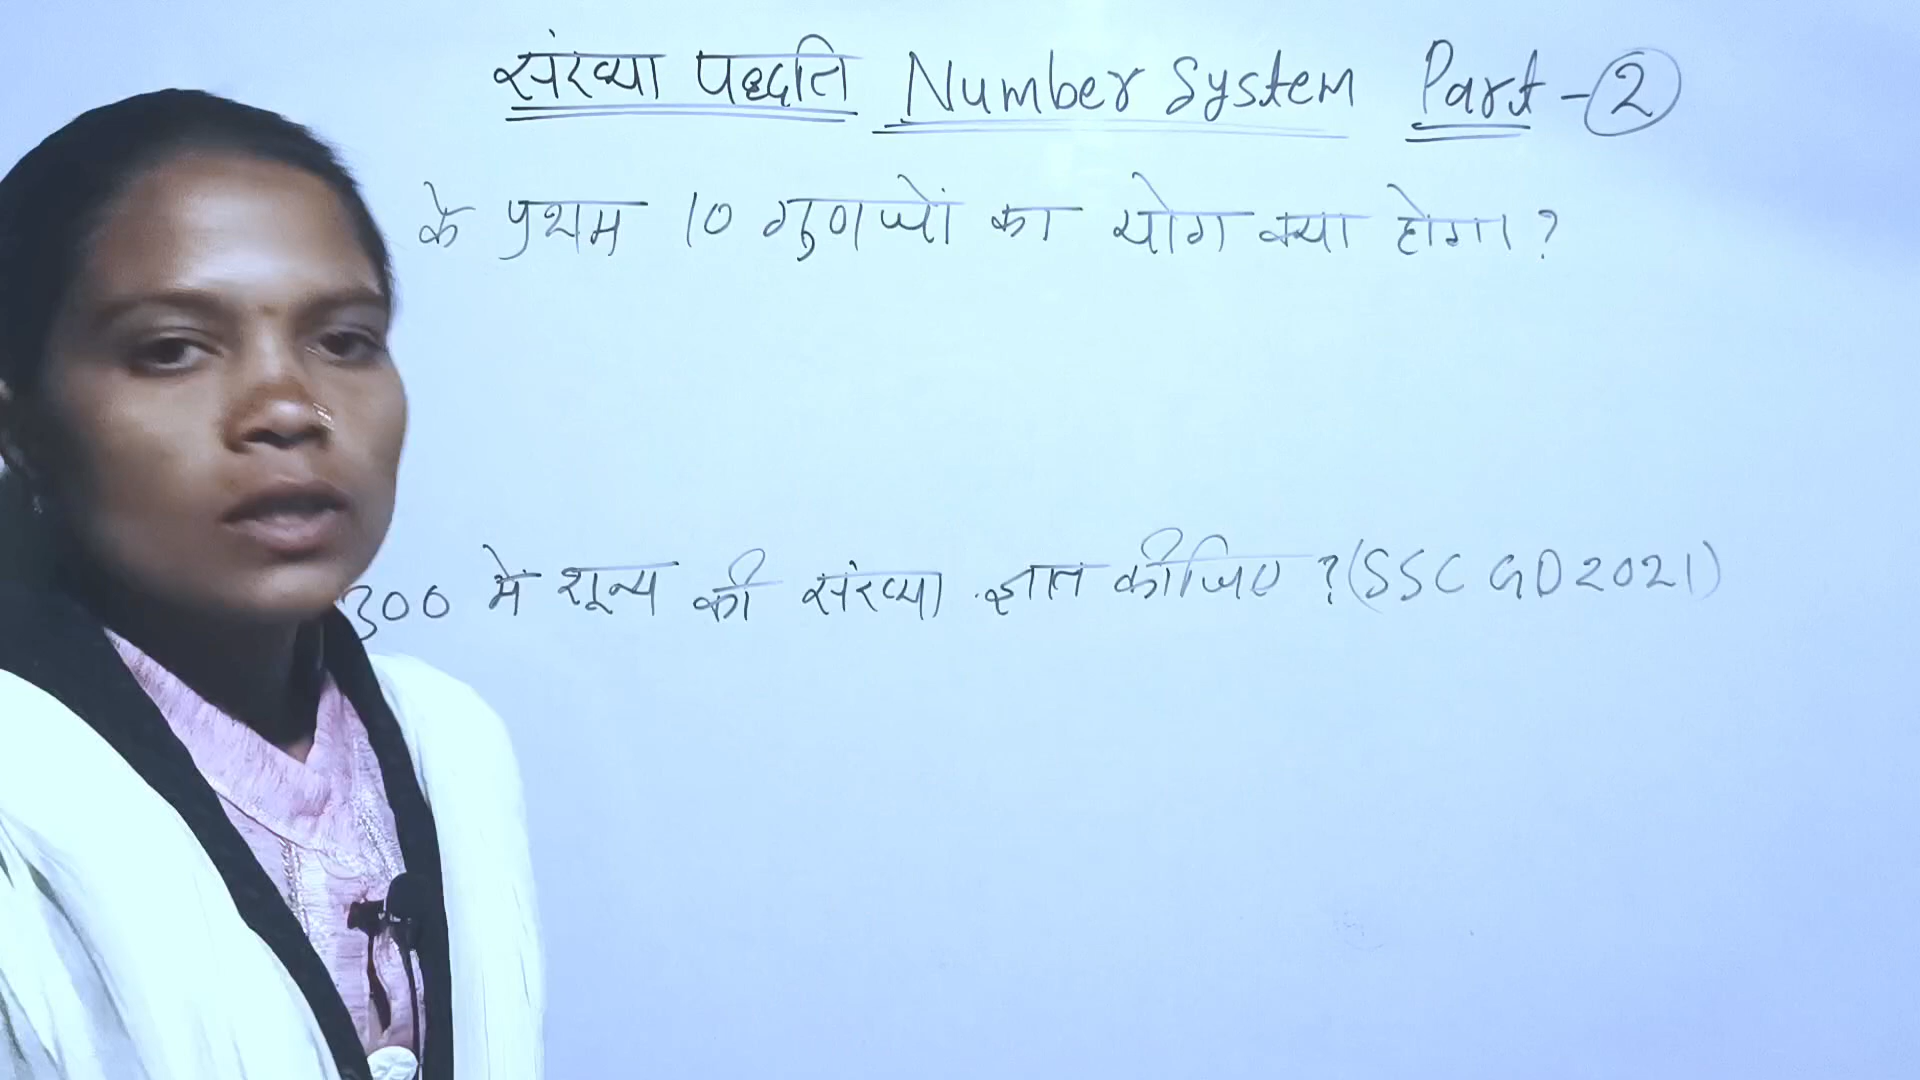 संख्या पद्धति Number System Part-2
के प्रथम 10 गुणजों का योग क्या होगा?
300 में शून्य की संख्या ज्ञात कीजिए? (SSC GD 2021)